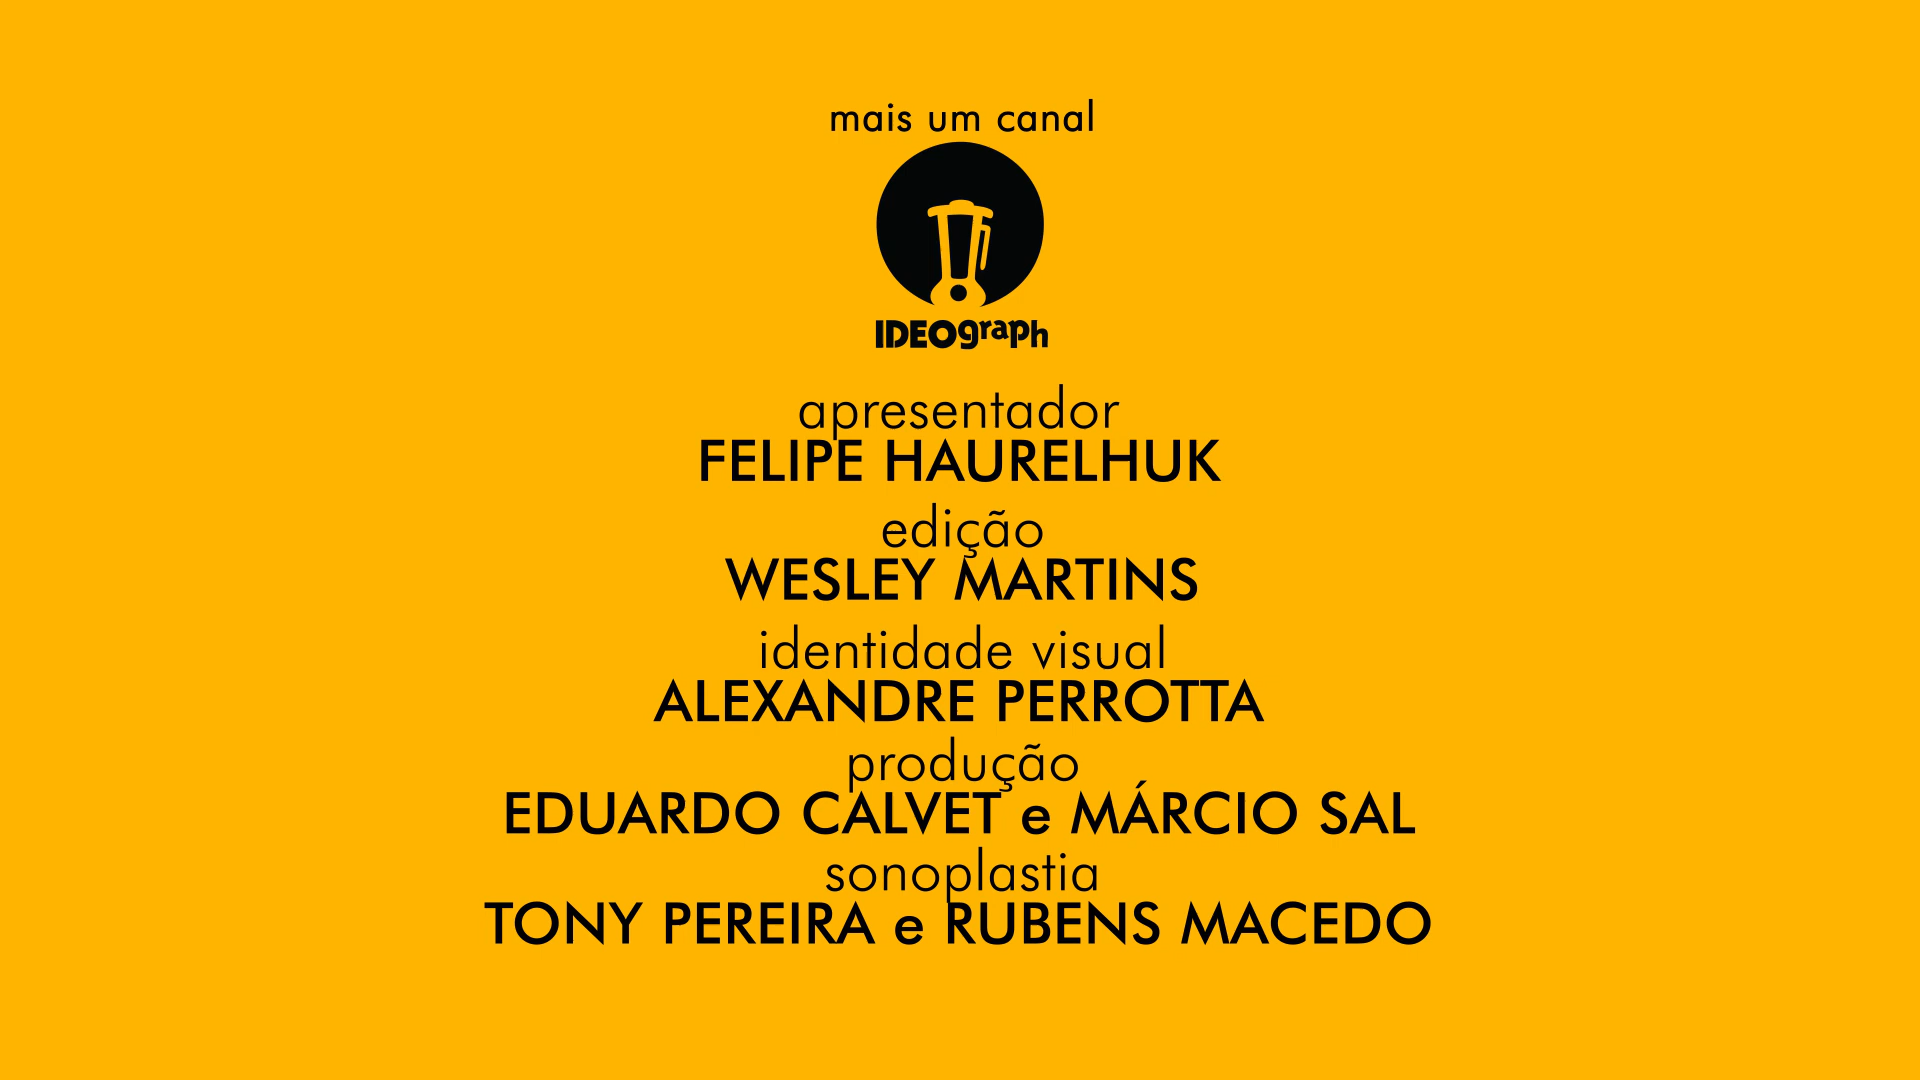 mais um canal
IDEOgraph
apresentador
FELIPE HAURELHUK
edição
WESLEY MARTINS
identidade visual
ALEXANDRE PERROTTA
produção
EDUARDO CALVET e MÁRCIO SAL
sonoplastia
TONY PEREIRA e RUBENS MACEDO